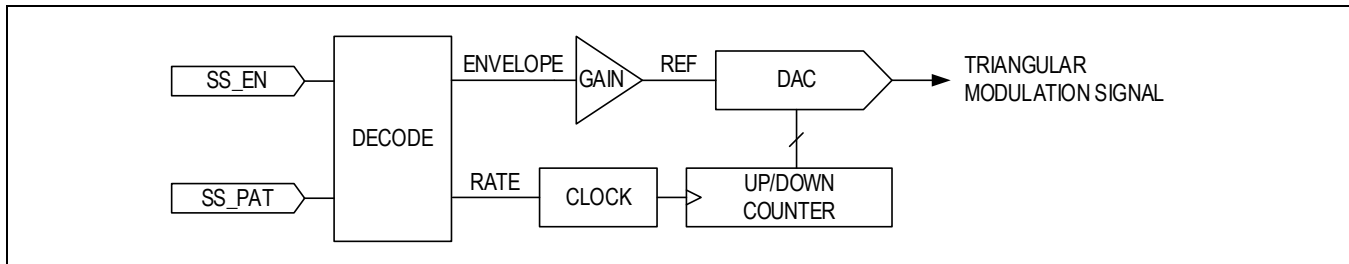 SS_EN
SS_PAT
DECODE
ENVELOPE
GAIN
REF
DAC
TRIANGULAR
MODULATION SIGNAL
RATE
CLOCK
UP/DOWN
COUNTER